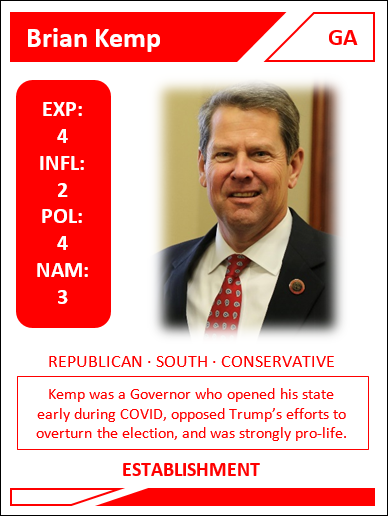 Brian Kemp
GA
EXP:
4
INFL:
2
POL:
4
NAM:
3
REPUBLICAN · SOUTH · CONSERVATIVE
Kemp was a Governor who opened his state
early during COVID, opposed Trump’s efforts to
overturn the election, and was strongly pro-life.
ESTABLISHMENT